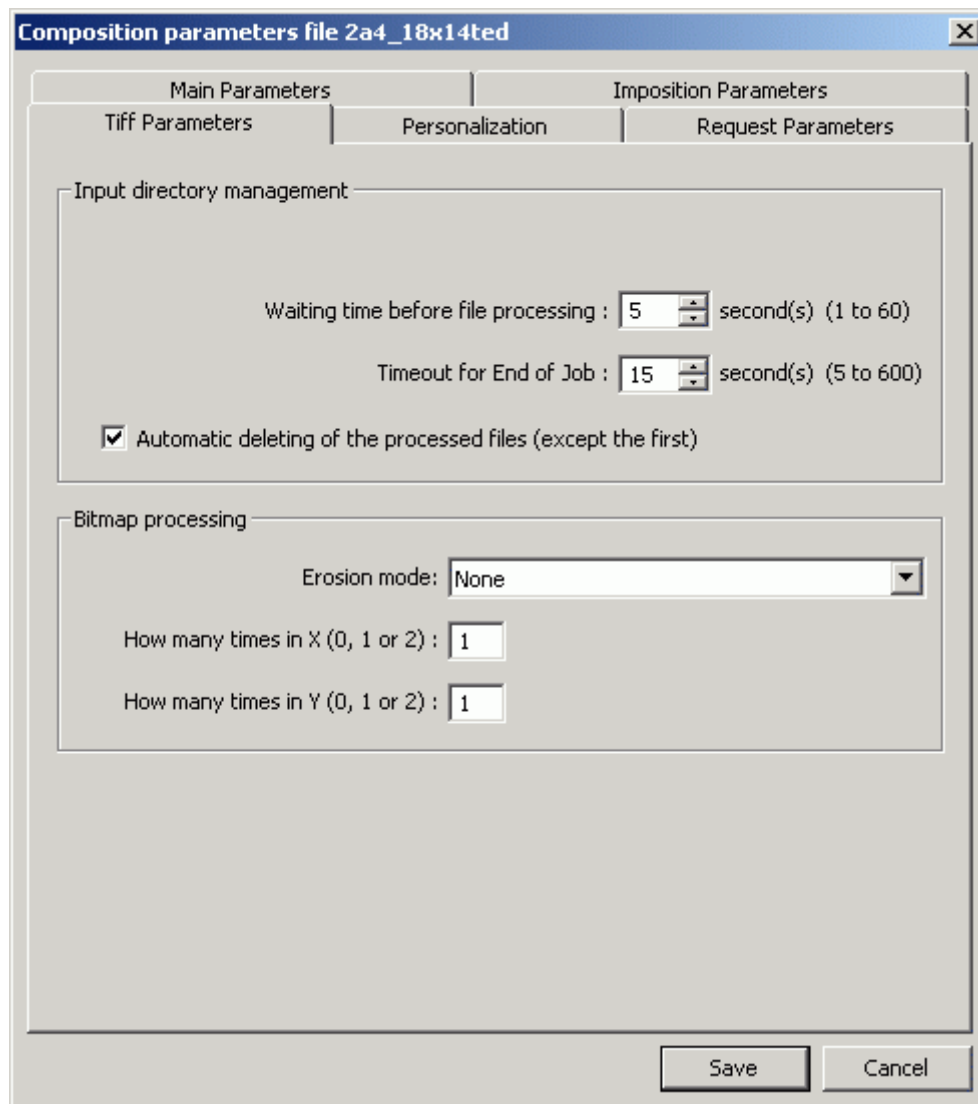 Composition parameters file 2a4_18x14ted
Main Parameters
Imposition Parameters
Tiff Parameters
Personalization
Request Parameters
Input directory management
Waiting time before file processing : 5 second(s) (1 to 60)
Timeout for End of Job : 15 second(s) (5 to 600)
Automatic deleting of the processed files (except the first)
Bitmap processing
Erosion mode: None
How many times in X (0, 1 or 2) : 1
How many times in Y (0, 1 or 2) : 1
Save
Cancel